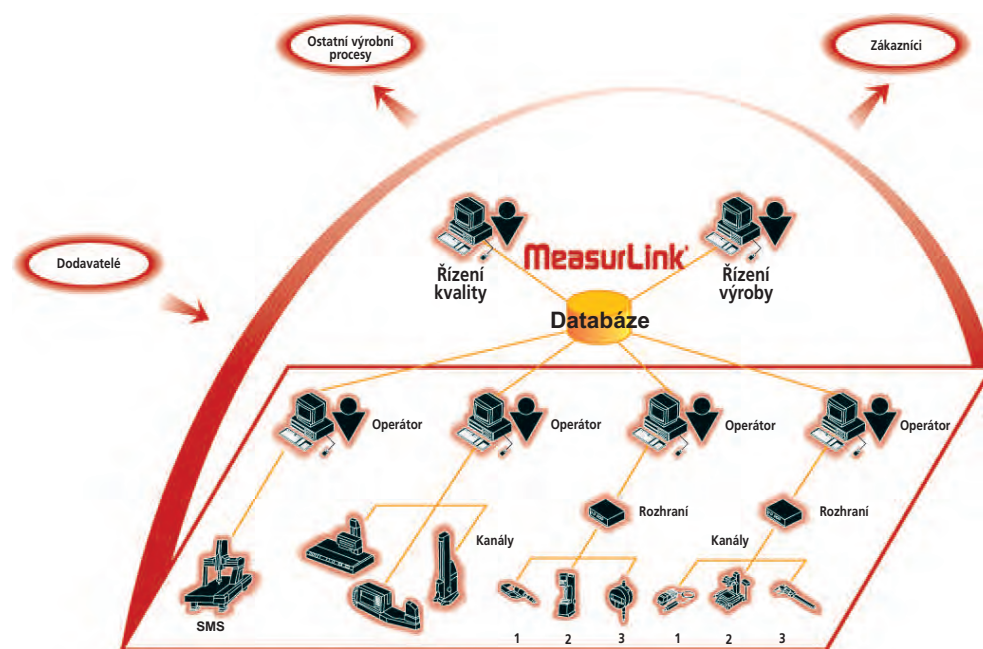 Ostatní výrobní
procesy
Zákazníci
Dodavatelé
MeasurLink®
Řízení
kvality
Řízení
výroby
Databáze
Operátor
Operátor
Operátor
Operátor
Rozhraní
Rozhraní
Kanály
Kanály
SMS
1 2 3 1 2 3